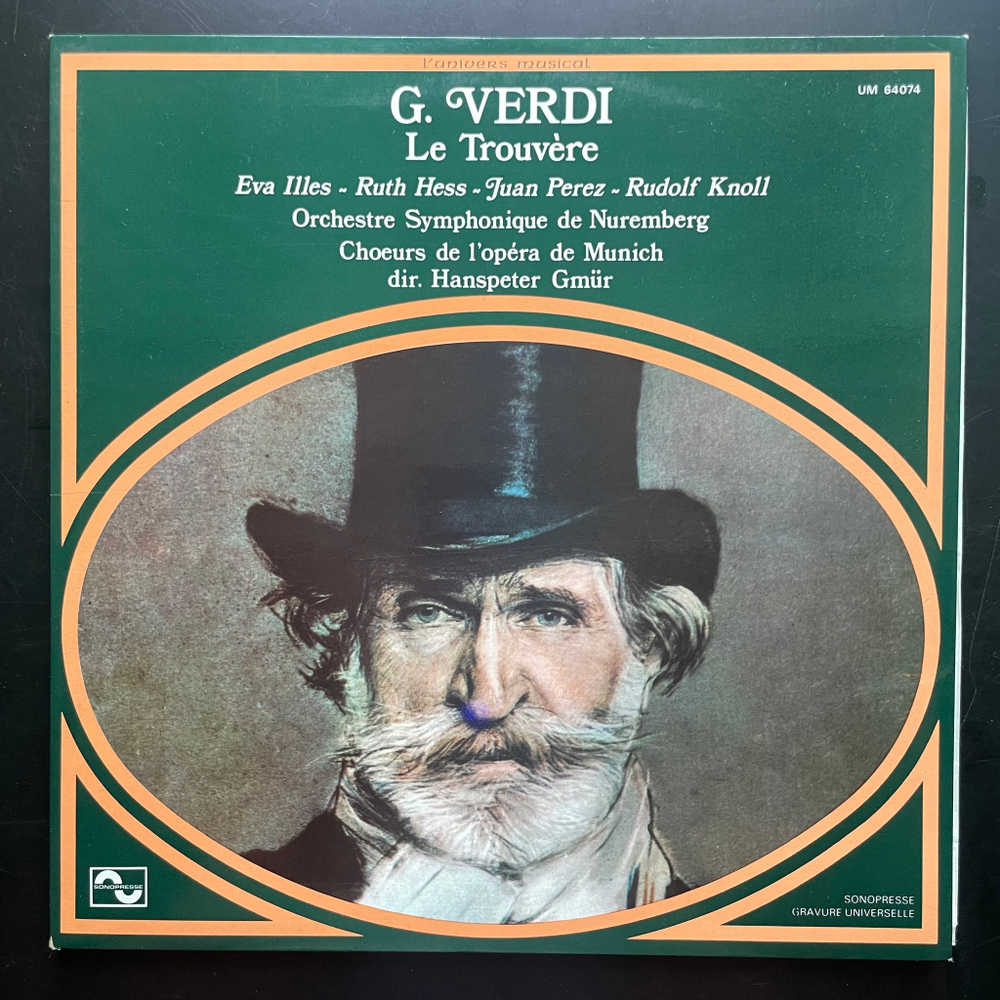 L'univers musical
UM 64074
G. VERDI
Le Trouvère
Eva Illes - Ruth Hess - Juan Perez - Rudolf Knoll
Orchestre Symphonique de Nuremberg
Choeurs de l'opéra de Munich
dir. Hanspeter Gmür
SONOPRESSE
SONOPRESSE
GRAVURE UNIVERSELLE